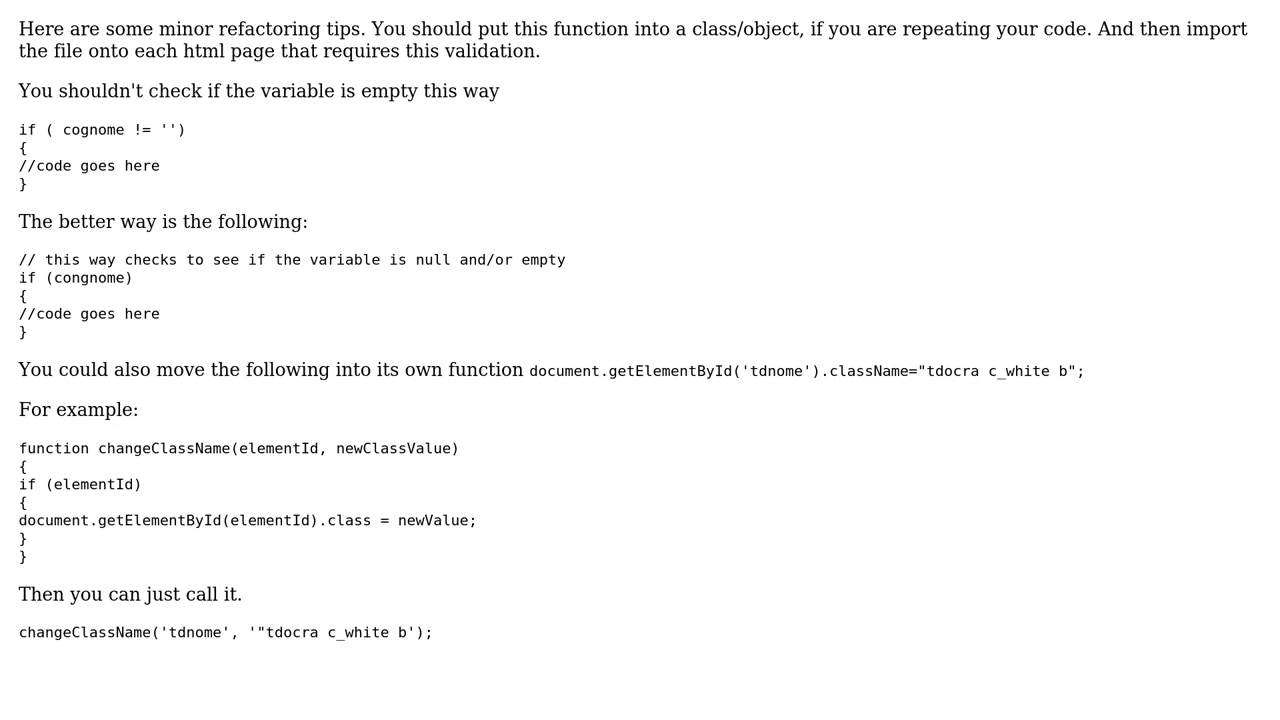 Here are some minor refactoring tips. You should put this function into a class/object, if you are repeating your code. And then import
the file onto each html page that requires this validation.
You shouldn't check if the variable is empty this way
if ( cognome != '')
{
//code goes here
}
The better way is the following:
// this way checks to see if the variable is null and/or empty
if (congnome)
{
//code goes here
}
You could also move the following into its own function document.getElementById('tdnome').className="tdocra c_white b";
For example:
function changeClassName(elementId, newClassValue)
{
if (elementId)
{
document.getElementById(elementId).class = newValue;
}
}
Then you can just call it.
changeClassName('tdnome', '"tdocra c_white b');